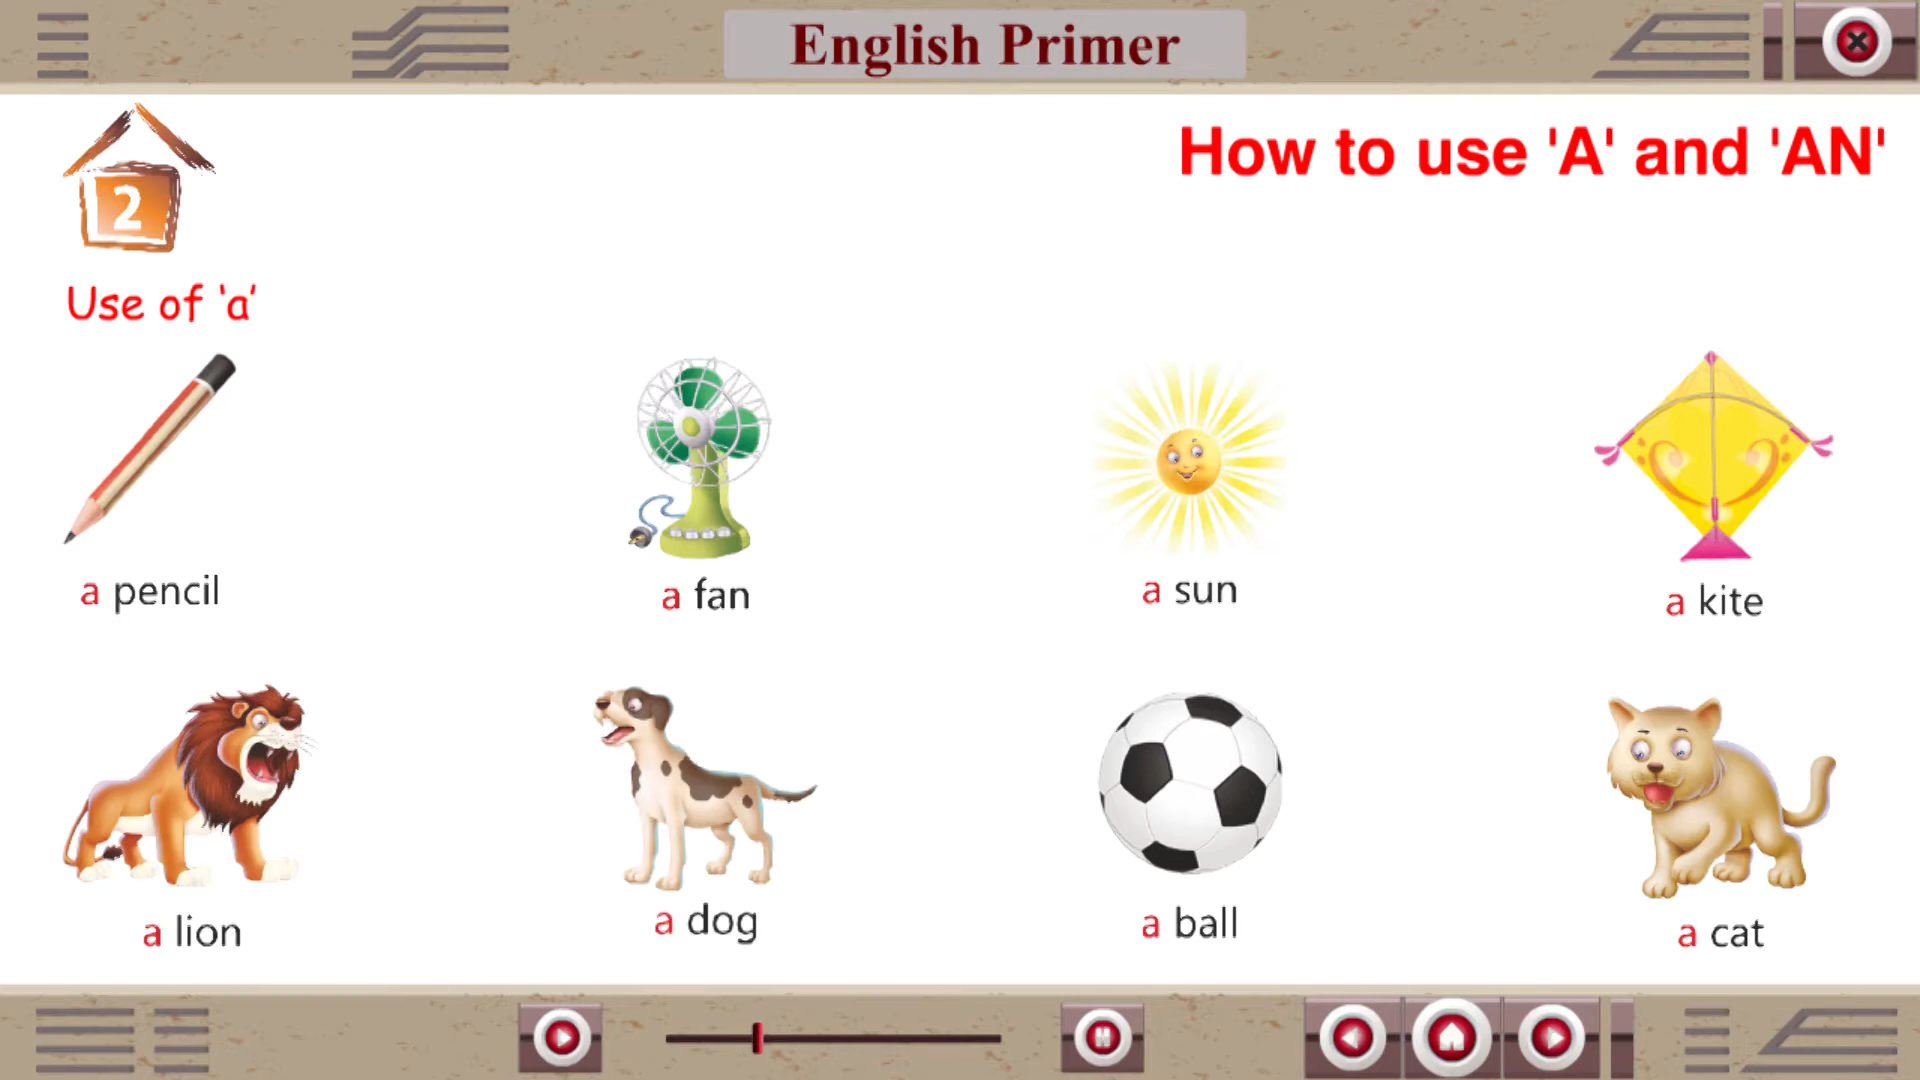 English Primer
How to use 'A' and 'AN'
2
Use of ‘a’
a pencil
a fan
a sun
a kite
a lion
a dog
a ball
a cat